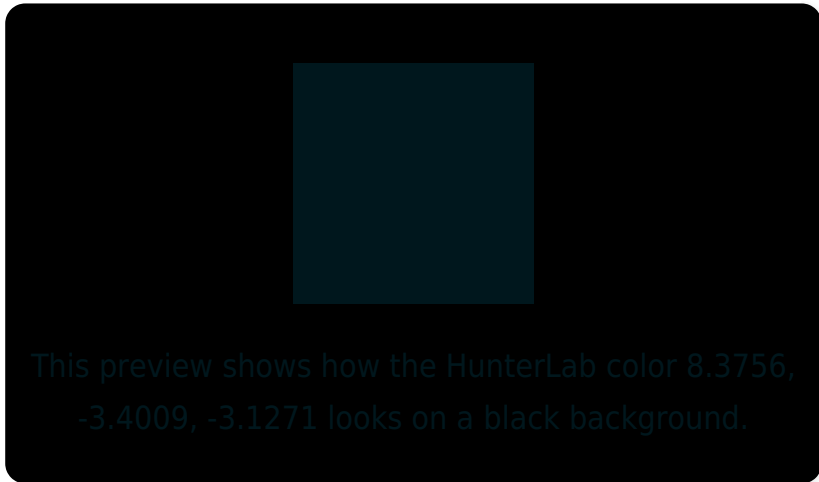 This preview shows how the HunterLab color 8.3756,
-3.4009, -3.1271 looks on a black background.